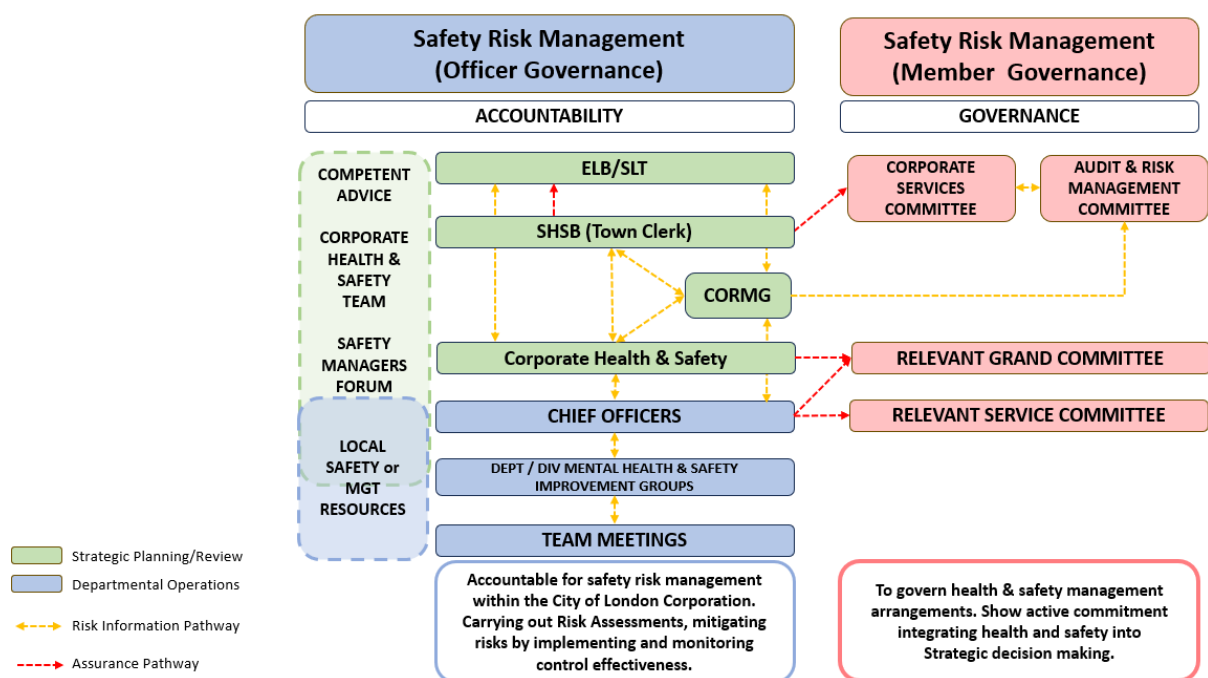 Safety Risk Management
(Officer Governance)
Safety Risk Management
(Member Governance)
ACCOUNTABILITY
GOVERNANCE
COMPETENT
ADVICE
CORPORATE
HEALTH &
SAFETY
TEAM
SAFETY
MANAGERS
FORUM
LOCAL
SAFETY or
MGT
RESOURCES
ELB/SLT
SHSB (Town Clerk)
CORMG
Corporate Health & Safety
CHIEF OFFICERS
DEPT / DIV MENTAL HEALTH & SAFETY
IMPROVEMENT GROUPS
TEAM MEETINGS
CORPORATE
SERVICES
COMMITTEE
AUDIT & RISK
MANAGEMENT
COMMITTEE
RELEVANT GRAND COMMITTEE
RELEVANT SERVICE COMMITTEE
Strategic Planning/Review
Departmental Operations
Risk Information Pathway
Assurance Pathway
Accountable for safety risk management
within the City of London Corporation.
Carrying out Risk Assessments, mitigating
risks by implementing and monitoring
control effectiveness.
To govern health & safety management
arrangements. Show active commitment
integrating health and safety into
Strategic decision making.